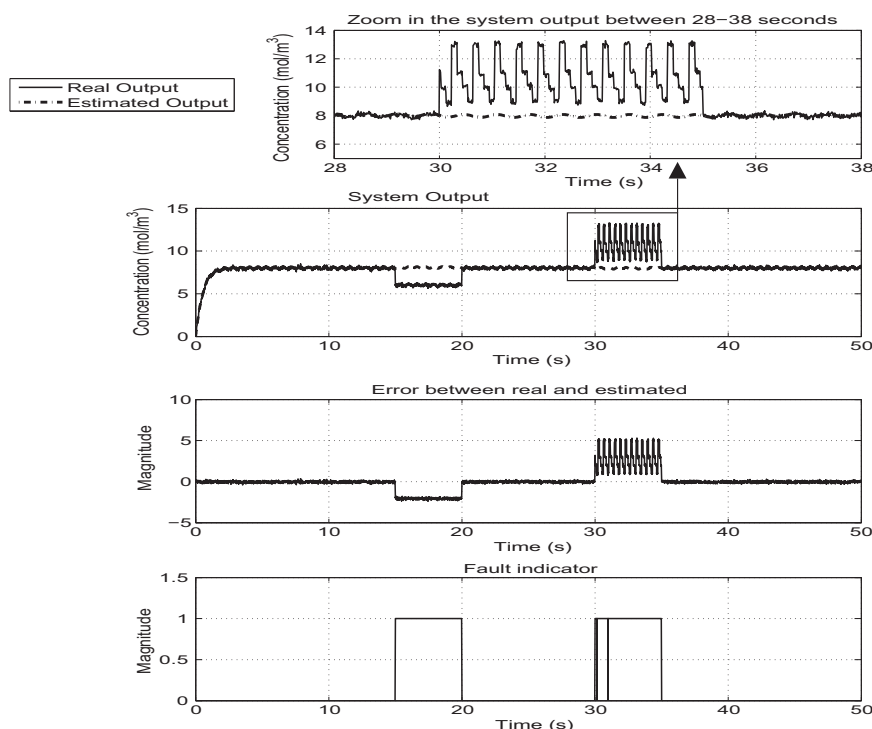 Zoom in the system output between 28−38 seconds
Real Output
Estimated Output
Concentration (mol/m³)
14
12
10
8
6
28
30
32
34
36
38
Time (s)
System Output
Concentration (mol/m³)
15
10
5
0
0
10
20
30
40
50
Time (s)
Error between real and estimated
Magnitude
10
5
0
−5
0
10
20
30
40
50
Time (s)
Fault indicator
Magnitude
1.5
1
0.5
0
0
10
20
30
40
50
Time (s)